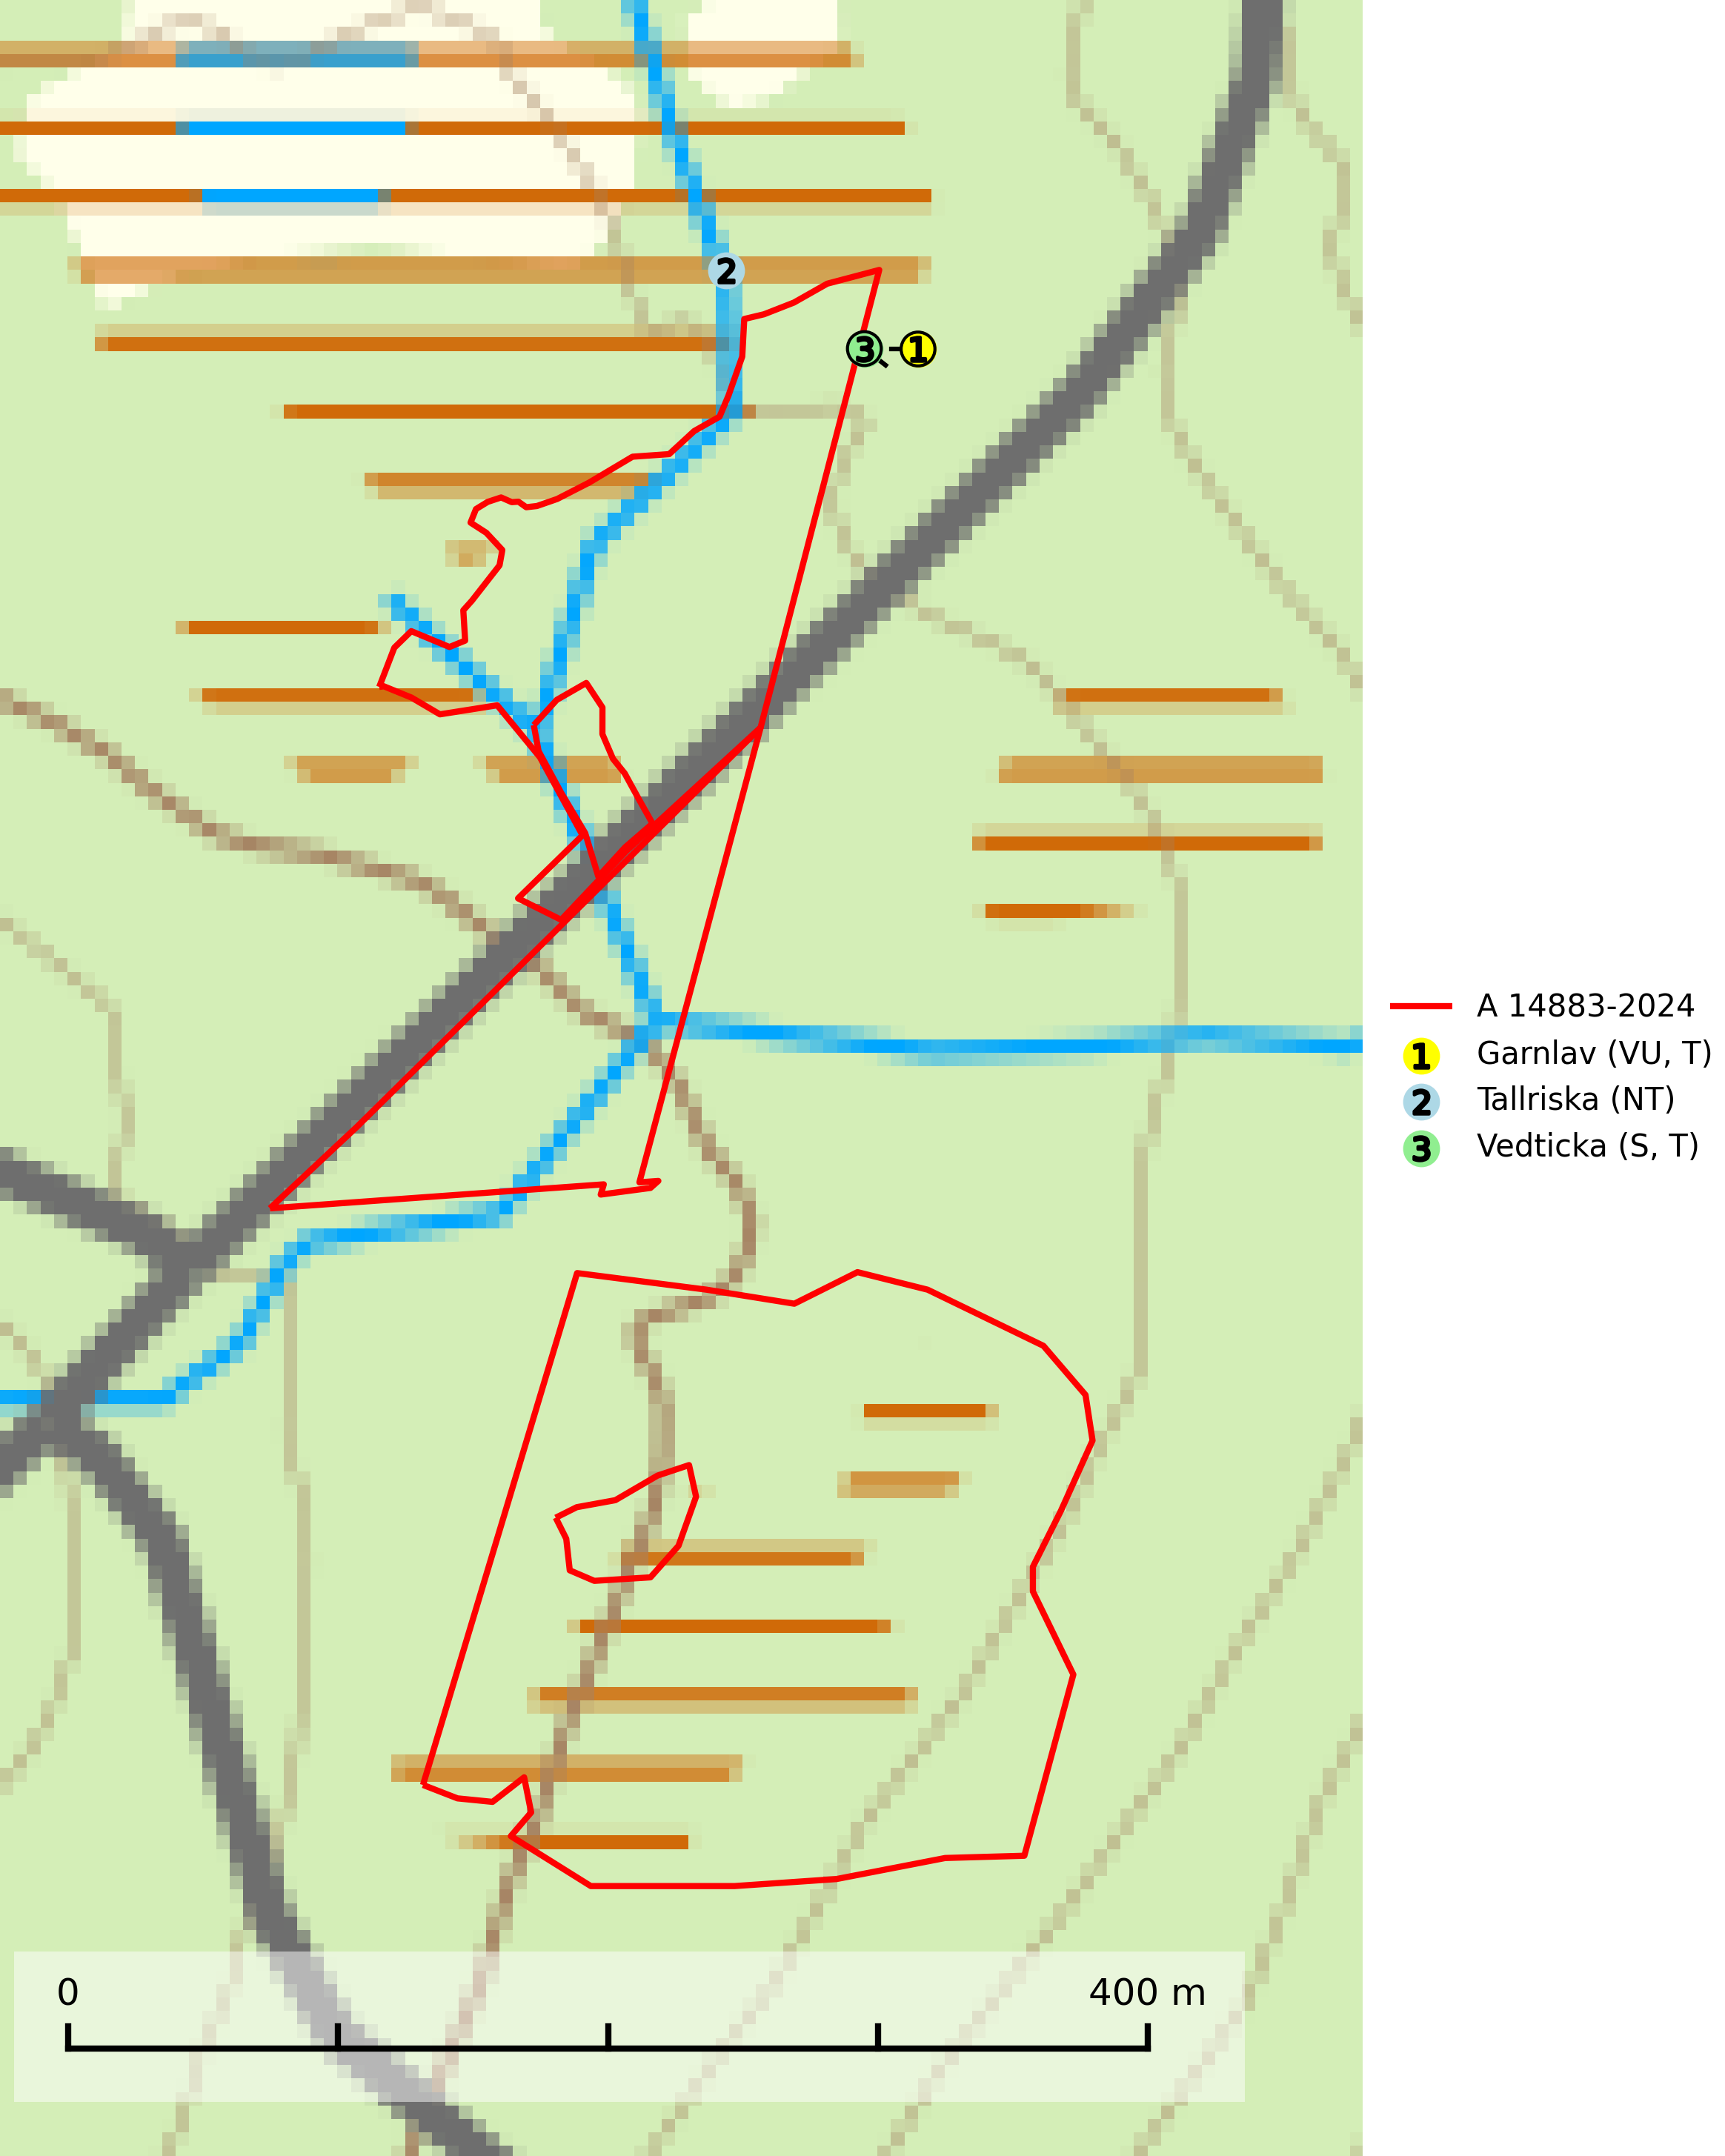 2
3
1
A 14883-2024
1 Garnlav (VU, T)
2 Tallriska (NT)
3 Vedticka (S, T)
0 400 m